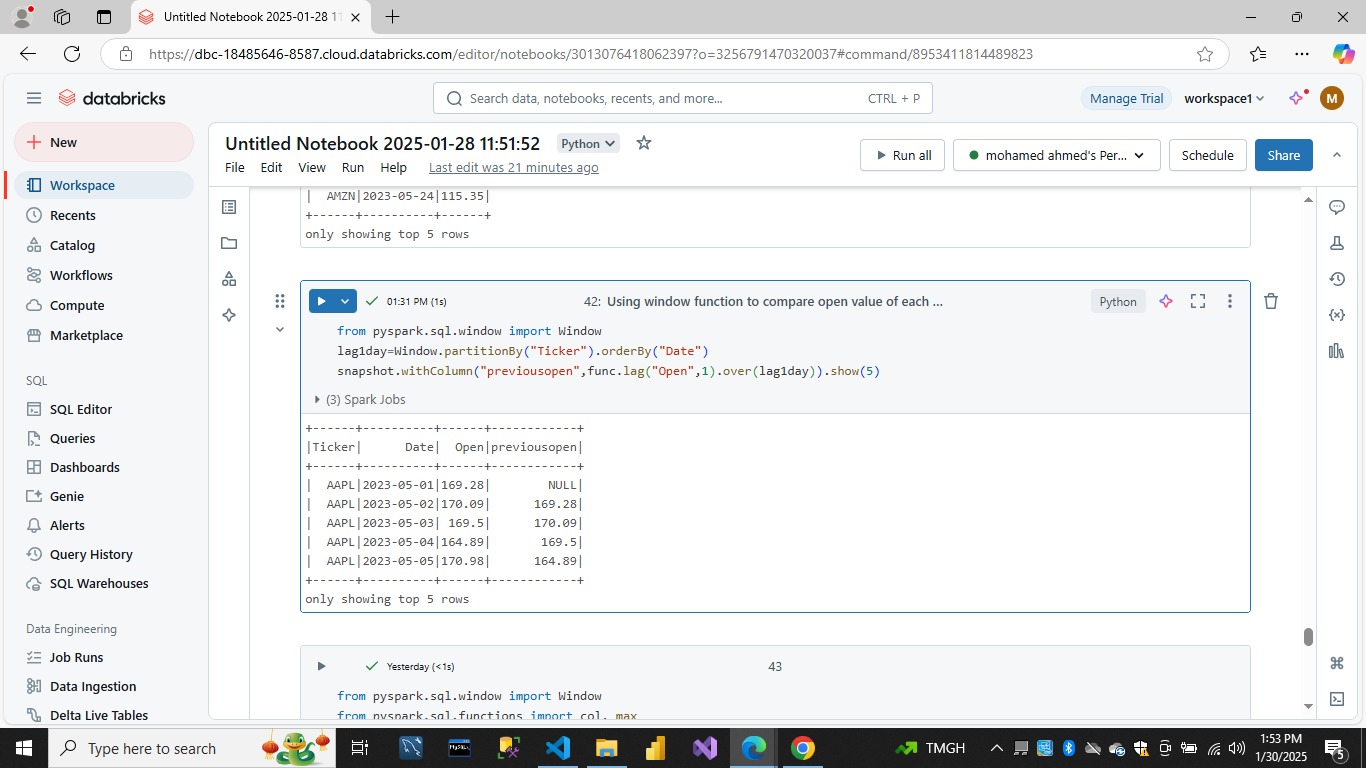 Untitled Notebook 2025-01-28 11
https://dbc-18485646-8587.cloud.databricks.com/editor/notebooks/301307641806239​7?o=3256791470320037#command/8953411814489823
databricks
Search data, notebooks, recents, and more...
CTRL + P
Manage Trial
workspace1
M
New
Workspace
Recents
Catalog
Workflows
Compute
Marketplace
SQL
SQL Editor
Queries
Dashboards
Genie
Alerts
Query History
SQL Warehouses
Data Engineering
Job Runs
Data Ingestion
Delta Live Tables
Untitled Notebook 2025-01-28 11:51:52
Python
File Edit View Run Help Last edit was 21 minutes ago
Run all
mohamed ahmed's Per...
Schedule
Share
|  AMZN|2023-05-24|115.35|
+------+----------+------+
only showing top 5 rows
01:31 PM (1s)
42: Using window function to compare open value of each ...
Python
from pyspark.sql.window import Window
lag1day=Window.partitionBy("Ticker").orderBy("Date")
snapshot.withColumn("previousopen",func.lag("Open",1).over(lag1day)).show(5)
(3) Spark Jobs
+------+----------+------+------------+
|Ticker|      Date|  Open|previousopen|
+------+----------+------+------------+
|  AAPL|2023-05-01|169.28|        NULL|
|  AAPL|2023-05-02|170.09|      169.28|
|  AAPL|2023-05-03| 169.5|      170.09|
|  AAPL|2023-05-04|164.89|       169.5|
|  AAPL|2023-05-05|170.98|      164.89|
+------+----------+------+------------+
only showing top 5 rows
Yesterday (<1s)
43
from pyspark.sql.window import Window
from pyspark.sql.functions import col, max
Type here to search
MySQL
TMGH
1:53 PM
1/30/2025
5